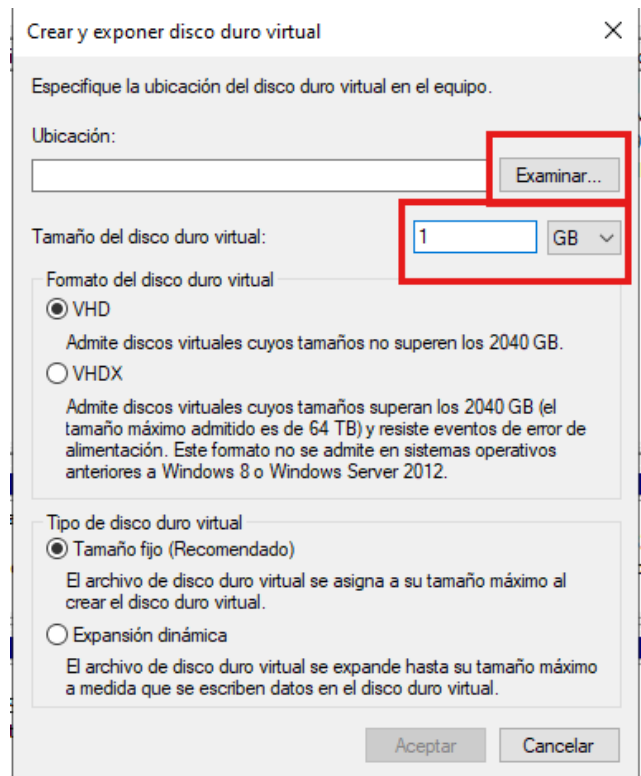 Crear y exponer disco duro virtual
Especifique la ubicación del disco duro virtual en el equipo.
Ubicación:
Examinar...
Tamaño del disco duro virtual:
1
GB
Formato del disco duro virtual
VHD
Admite discos virtuales cuyos tamaños no superen los 2040 GB.
VHDX
Admite discos virtuales cuyos tamaños superan los 2040 GB (el
tamaño máximo admitido es de 64 TB) y resiste eventos de error de
alimentación. Este formato no se admite en sistemas operativos
anteriores a Windows 8 o Windows Server 2012.
Tipo de disco duro virtual
Tamaño fijo (Recomendado)
El archivo de disco duro virtual se asigna a su tamaño máximo al
crear el disco duro virtual.
Expansión dinámica
El archivo de disco duro virtual se expande hasta su tamaño máximo
a medida que se escriben datos en el disco duro virtual.
Aceptar
Cancelar